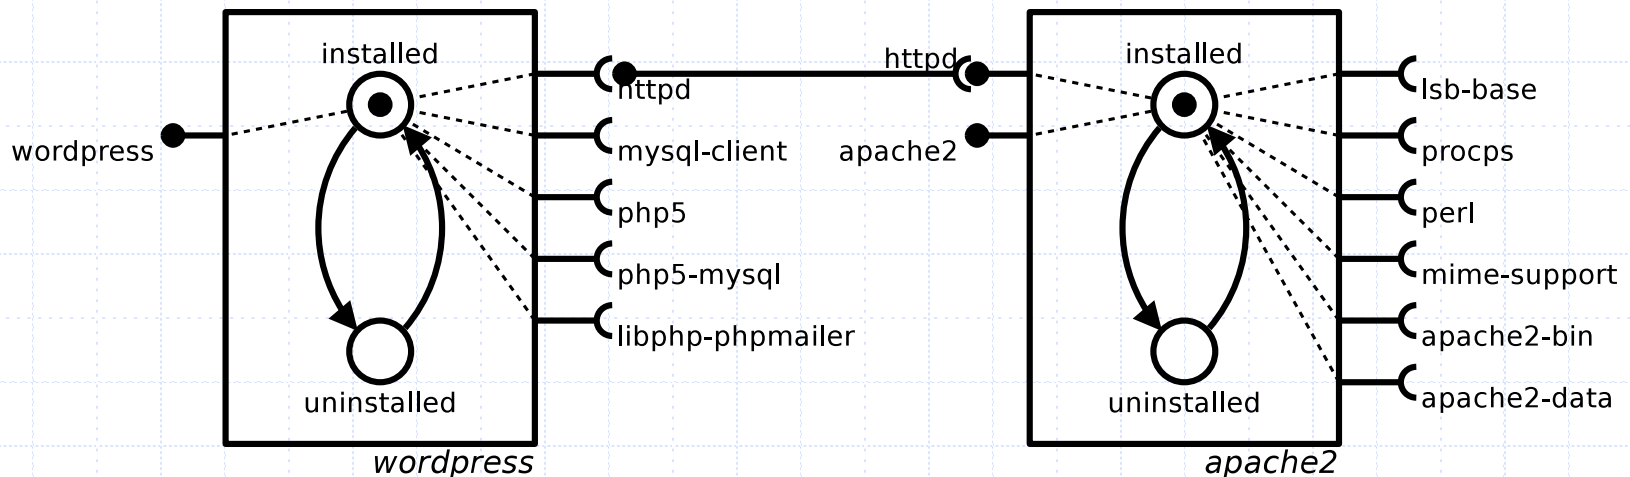 installed
httpd
mysql-client
php5
php5-mysql
libphp-phpmailer
wordpress
uninstalled
wordpress
installed
httpd
apache2
lsb-base
procps
perl
mime-support
apache2-bin
apache2-data
uninstalled
apache2